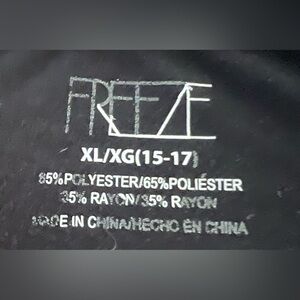 FREEZE
XL/XG(15-17)
65%POLYESTER/65%POLIÉSTER
35% RAYON/35% RAYON
MADE IN CHINA/HECHO EN CHINA